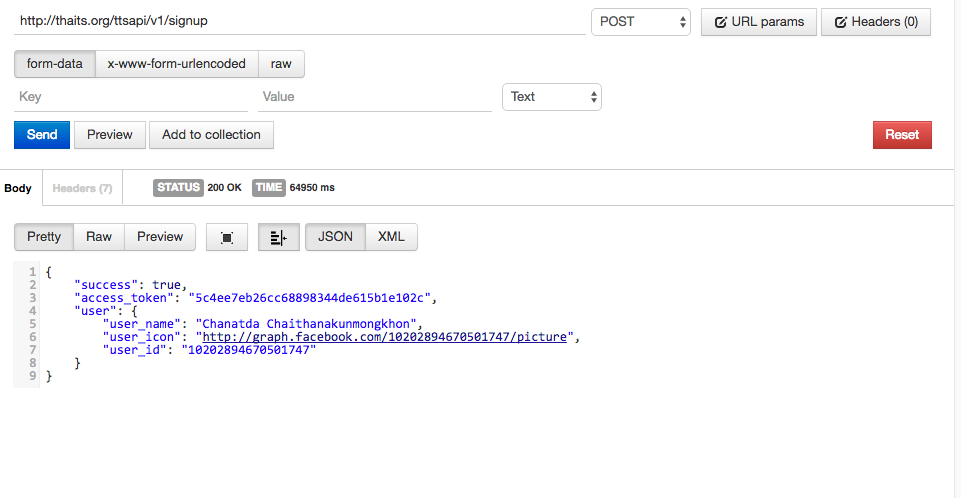 http://thaits.org/ttsapi/v1/signup POST URL params Headers (0)
form-data x-www-form-urlencoded raw
Key Value Text
Send Preview Add to collection Reset
Body Headers (7) STATUS 200 OK TIME 64950 ms
Pretty Raw Preview JSON XML
1 {
2 "success": true,
3 "access_token": "5c4ee7eb26cc68898344de615b1e102c",
4 "user": {
5 "user_name": "Chanatda Chaithanakunmongkhon",
6 "user_icon": "http://graph.facebook.com/10202894670501747/picture",
7 "user_id": "10202894670501747"
8 }
9 }